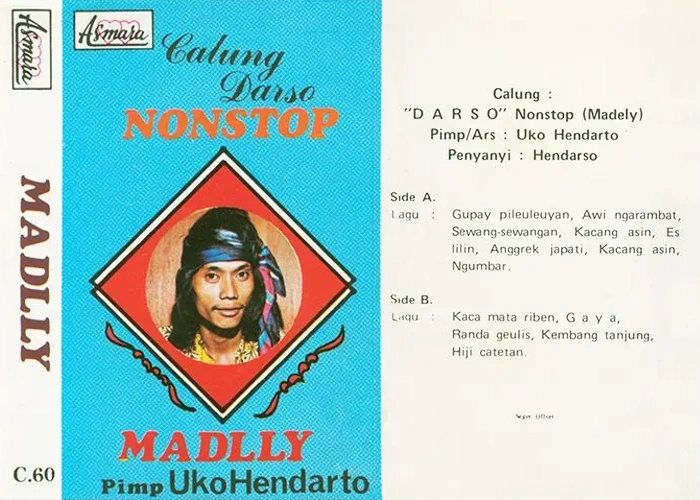 Asmara
MADLLY
C.60
Asmara
Calung
Darso
NONSTOP
MADLLY
Pimp Uko Hendarto
Calung :
"D A R S O" Nonstop (Madely)
Pimp/Ars : Uko Hendarto
Penyanyi : Hendarso
Side A.
Lagu : Gupay pileuleuyan, Awi ngarambat,
Sewang-sewangan, Kacang asin, Es
lilin, Anggrek japati, Kacang asin,
Ngumbar.
Side B.
Lagu : Kaca mata riben, G a y a,
Randa geulis, Kembang tanjung,
Hiji catetan.
Offset